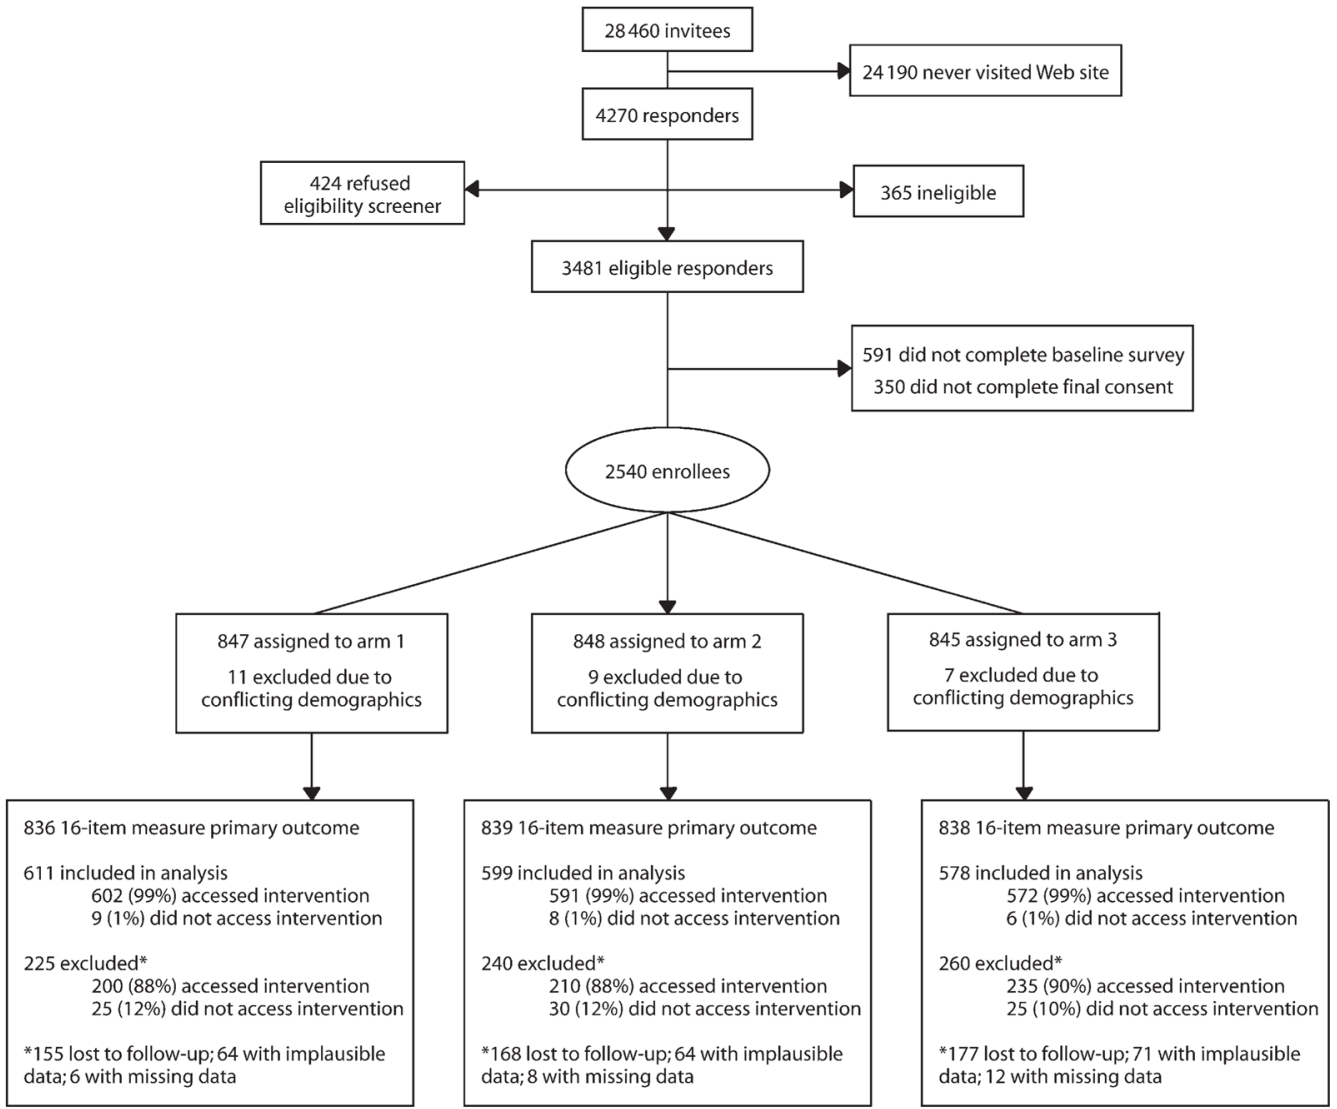 28 460 invitees
24 190 never visited Web site
4270 responders
424 refused
eligibility screener
365 ineligible
3481 eligible responders
591 did not complete baseline survey
350 did not complete final consent
2540 enrollees
847 assigned to arm 1
11 excluded due to
conflicting demographics
848 assigned to arm 2
9 excluded due to
conflicting demographics
845 assigned to arm 3
7 excluded due to
conflicting demographics
836 16-item measure primary outcome
611 included in analysis
602 (99%) accessed intervention
9 (1%) did not access intervention
225 excluded*
200 (88%) accessed intervention
25 (12%) did not access intervention
*155 lost to follow-up; 64 with implausible
data; 6 with missing data
839 16-item measure primary outcome
599 included in analysis
591 (99%) accessed intervention
8 (1%) did not access intervention
240 excluded*
210 (88%) accessed intervention
30 (12%) did not access intervention
*168 lost to follow-up; 64 with implausible
data; 8 with missing data
838 16-item measure primary outcome
578 included in analysis
572 (99%) accessed intervention
6 (1%) did not access intervention
260 excluded*
235 (90%) accessed intervention
25 (10%) did not access intervention
*177 lost to follow-up; 71 with implausible
data; 12 with missing data